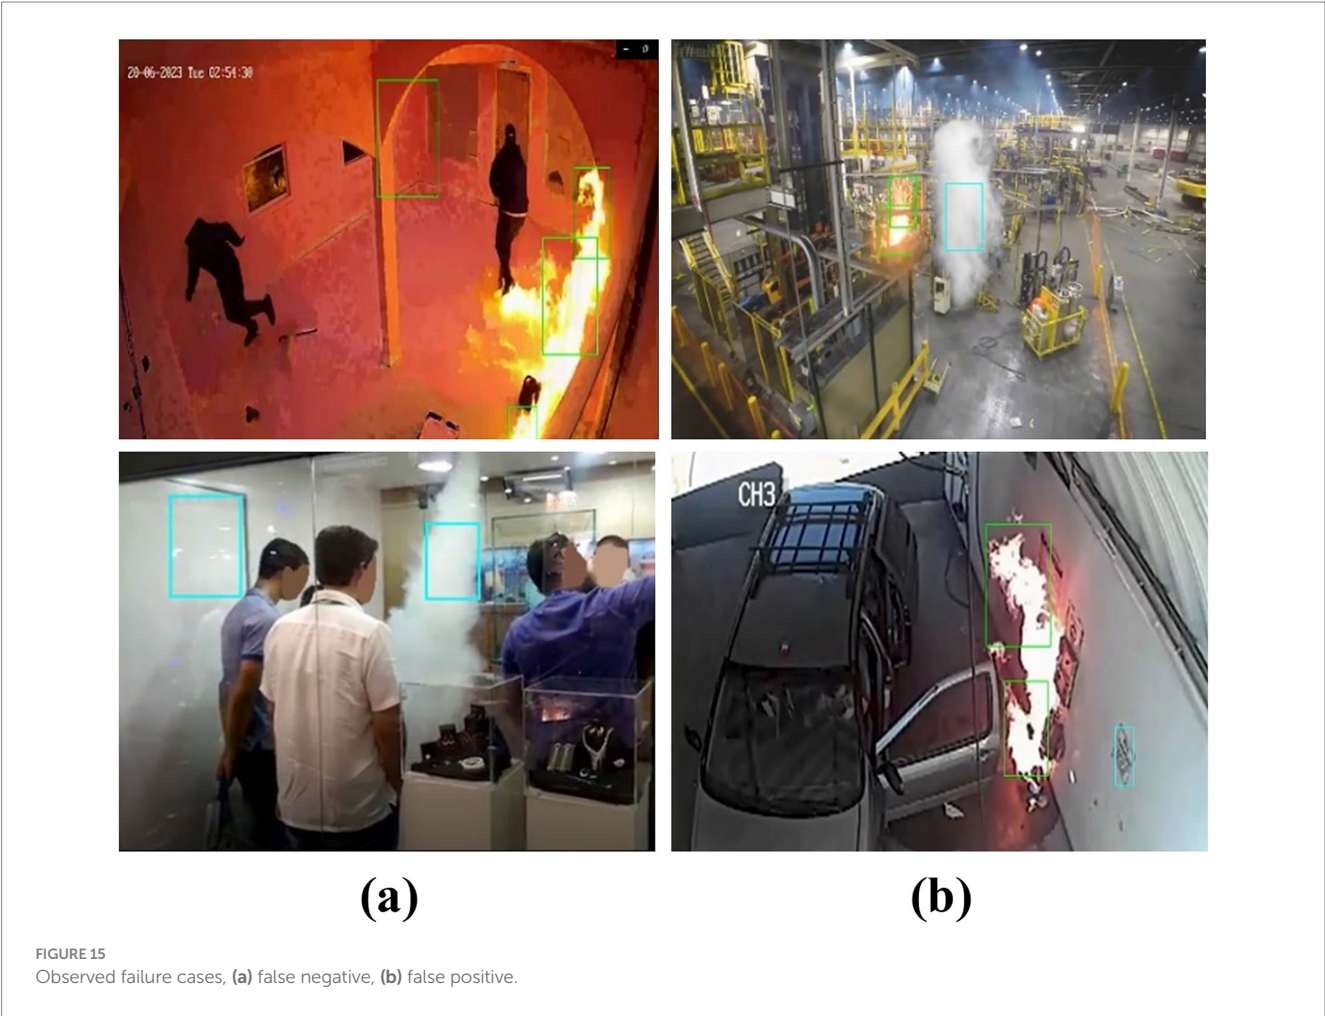 20-06-2023 Tue 02:54:30
CH3
(a)
(b)
FIGURE 15
Observed failure cases, (a) false negative, (b) false positive.